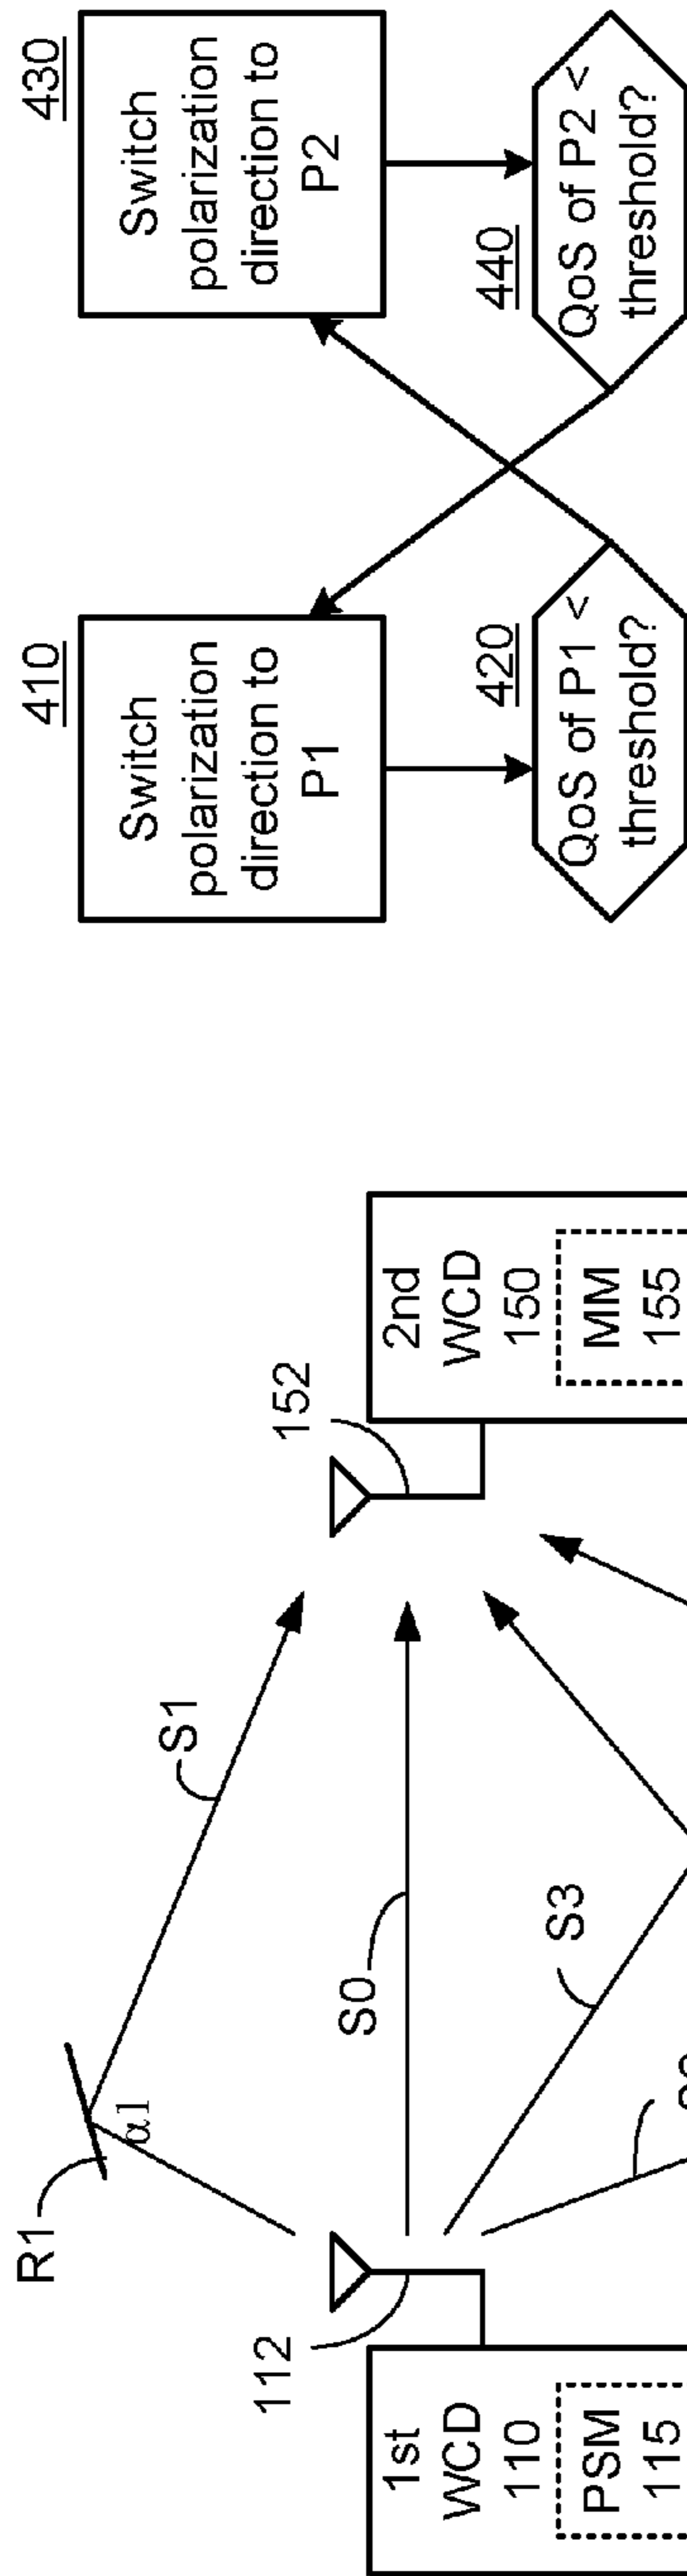 R1
α1
S1
S0
S3
112
152
1st
WCD
110
PSM
115
2nd
WCD
150
MM
155
410
Switch
polarization
direction to
P1
420
QoS of P1 <
threshold?
430
Switch
polarization
direction to
P2
440
QoS of P2 <
threshold?